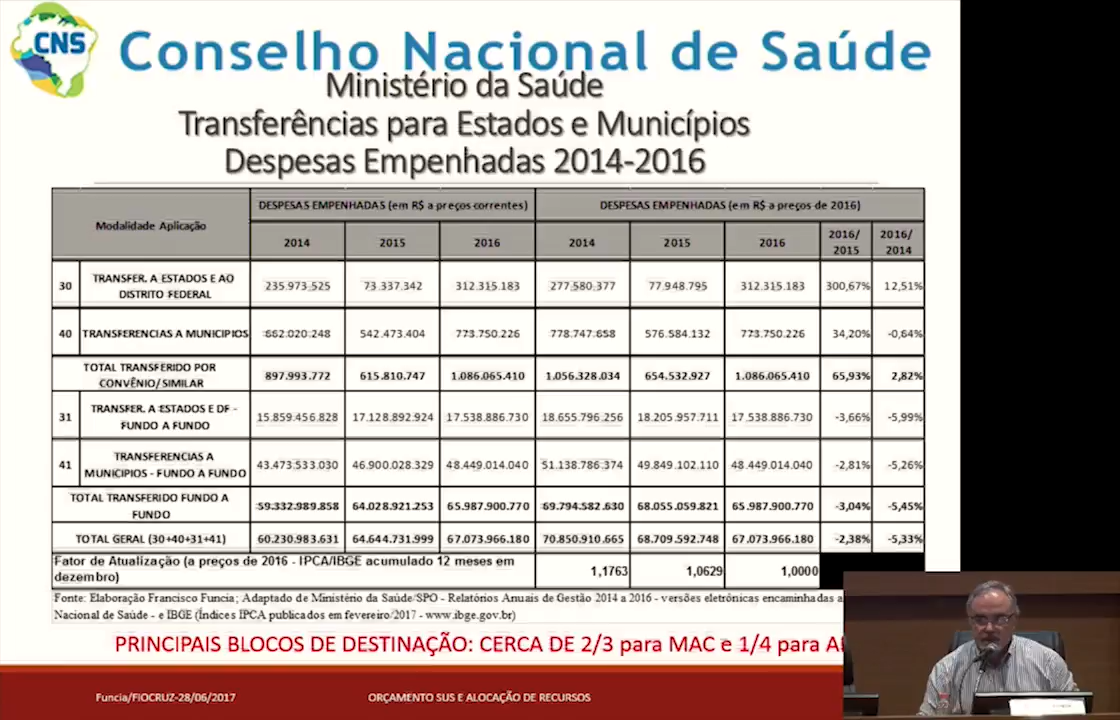 CNS
Conselho Nacional de Saúde
Ministério da Saúde
Transferências para Estados e Municípios
Despesas Empenhadas 2014-2016
Modalidade Aplicação
DESPESAS EMPENHADAS (em R$ a preços correntes)
DESPESAS EMPENHADAS (em R$ a preços de 2016)
2014 2015 2016 2014 2015 2016 2016/2015 2016/2014
30 TRANSFER. A ESTADOS E AO DISTRITO FEDERAL 235.973.525 73.337.342 312.315.183 277.580.377 77.948.795 312.315.183 300,67% 12,51%
40 TRANSFERENCIAS A MUNICIPIOS 662.020.248 542.473.404 773.750.226 778.747.658 576.584.132 773.750.226 34,20% -0,64%
TOTAL TRANSFERIDO POR CONVÊNIO/SIMILAR 897.993.772 615.810.747 1.086.065.410 1.056.328.034 654.532.927 1.086.065.410 65,93% 2,82%
31 TRANSFER. A ESTADOS E DF - FUNDO A FUNDO 15.859.456.828 17.128.892.924 17.538.886.730 18.655.796.256 18.205.957.711 17.538.886.730 -3,66% -5,99%
41 TRANSFERENCIAS A MUNICIPIOS - FUNDO A FUNDO 43.473.533.030 46.900.028.329 48.449.014.040 51.138.786.374 49.849.102.110 48.449.014.040 -2,81% -5,26%
TOTAL TRANSFERIDO FUNDO A FUNDO 59.332.989.858 64.028.921.253 65.987.900.770 69.794.582.630 68.055.059.821 65.987.900.770 -3,04% -5,45%
TOTAL GERAL (30+40+31+41) 60.230.983.631 64.644.731.999 67.073.966.180 70.850.910.665 68.709.592.748 67.073.966.180 -2,38% -5,33%
Fator de Atualização (a preços de 2016 - IPCA/IBGE acumulado 12 meses em dezembro) 1,1763 1,0629 1,0000
Fonte: Elaboração Francisco Funcia; Adaptado de Ministério da Saúde/SPO - Relatórios Anuais de Gestão 2014 a 2016 - versões eletrônicas encaminhadas a
Nacional de Saúde - e IBGE (Índices IPCA publicados em fevereiro/2017 - www.ibge.gov.br)
PRINCIPAIS BLOCOS DE DESTINAÇÃO: CERCA DE 2/3 para MAC e 1/4 para
Funcia/FIOCRUZ-28/06/2017
ORÇAMENTO SUS E ALOCAÇÃO DE RECURSOS